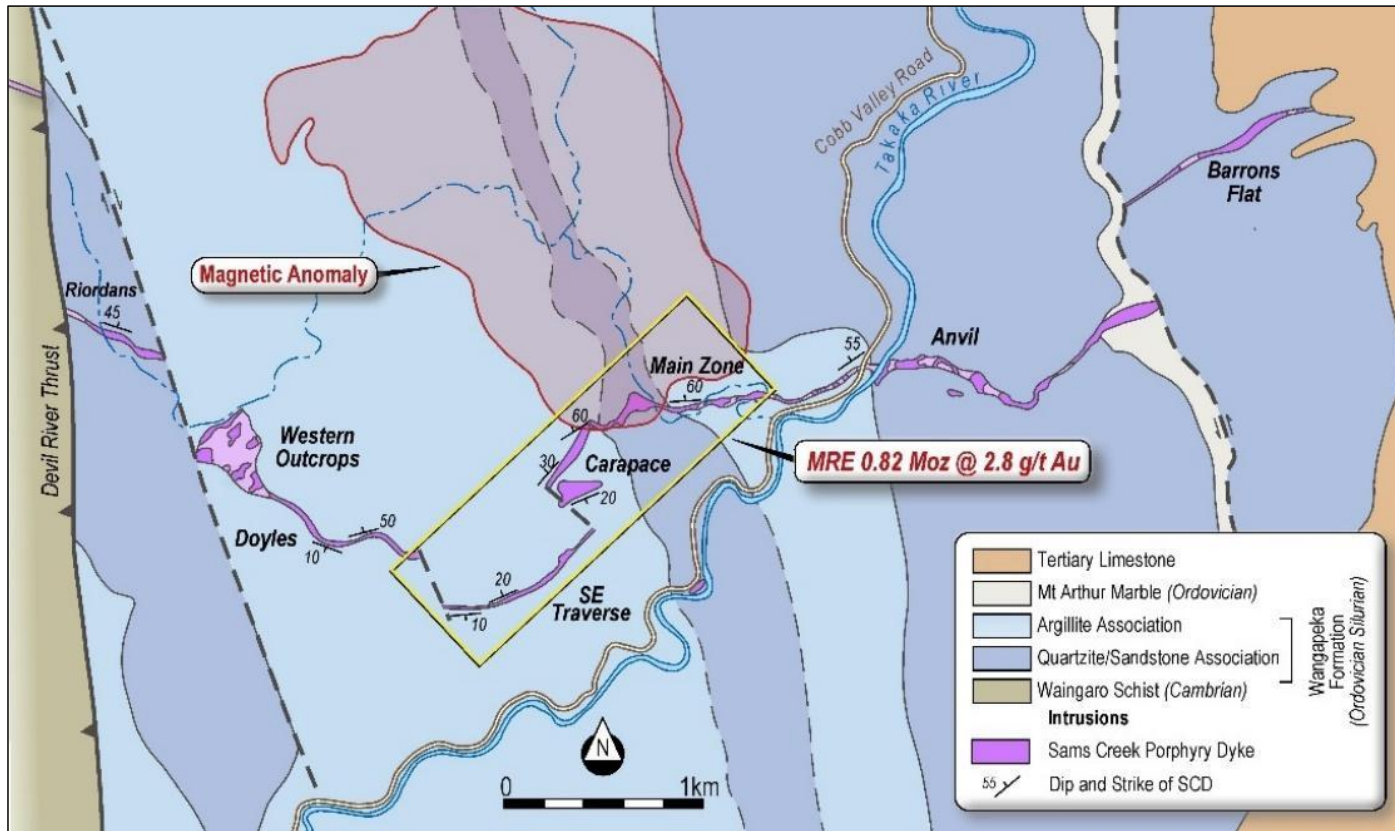 Cobb Valley Road
Takaka River
Barrons
Flat
Magnetic Anomaly
Riordans
45
Devil River Thrust
Main Zone
55
Anvil
60
60
Western
Outcrops
30
Carapace
20
MRE 0.82 Moz @ 2.8 g/t Au
Doyles
50
10
20
10
SE
Traverse
N
0
1km
Tertiary Limestone
Mt Arthur Marble (Ordovician)
Argillite Association
Quartzite/Sandstone Association
Waingaro Schist (Cambrian)
Wangapeka
Formation
(Ordovician Silurian)
Intrusions
Sams Creek Porphyry Dyke
55
Dip and Strike of SCD